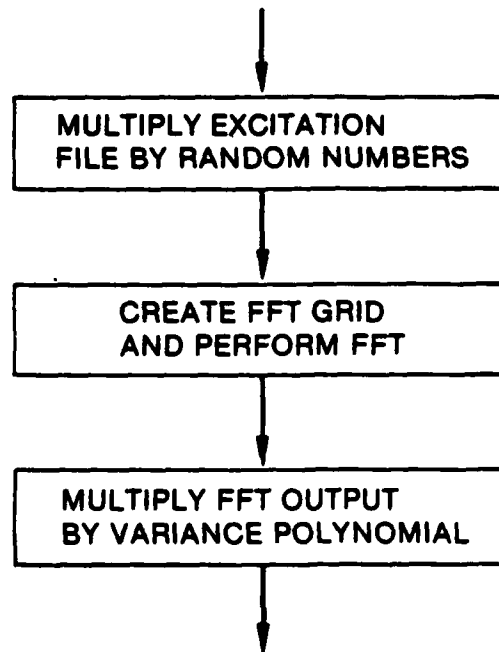 MULTIPLY EXCITATION
FILE BY RANDOM NUMBERS
CREATE FFT GRID
AND PERFORM FFT
MULTIPLY FFT OUTPUT
BY VARIANCE POLYNOMIAL